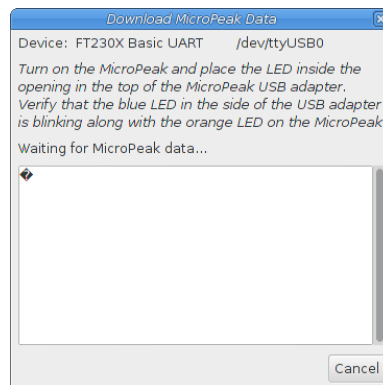 Download MicroPeak Data
Device: FT230X Basic UART /dev/ttyUSB0
Turn on the MicroPeak and place the LED inside the
opening in the top of the MicroPeak USB adapter.
Verify that the blue LED in the side of the USB adapter
is blinking along with the orange LED on the MicroPeak
Waiting for MicroPeak data...
�
Cancel